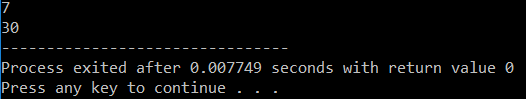 7
30
--------------------------------
Process exited after 0.007749 seconds with return value 0
Press any key to continue . . .